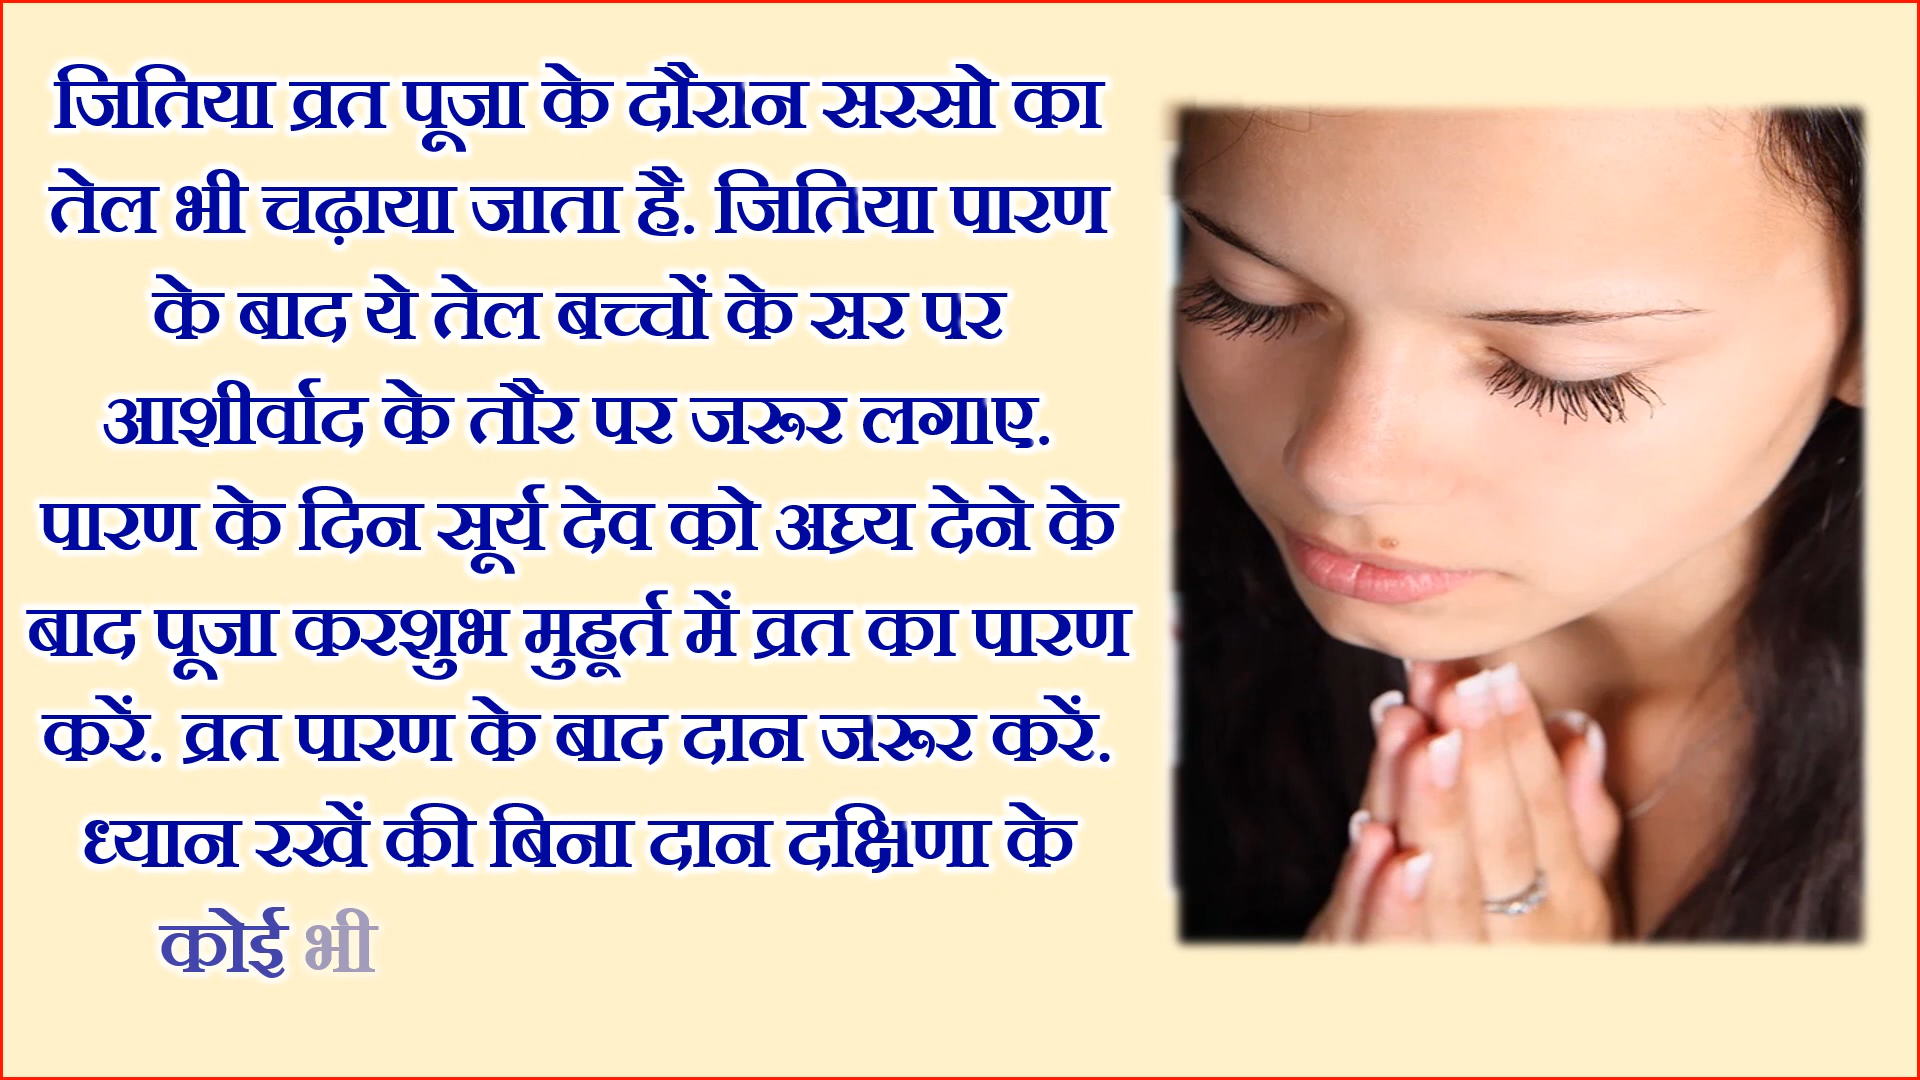 जितिया व्रत पूजा के दौरान सरसो का
तेल भी चढ़ाया जाता है. जितिया पारण
के बाद ये तेल बच्चों के सर पर
आशीर्वाद के तौर पर जरूर लगाए.
पारण के दिन सूर्य देव को अर्घ्य देने के
बाद पूजा करशुभ मुहूर्त में व्रत का पारण
करें. व्रत पारण के बाद दान जरूर करें.
ध्यान रखें की बिना दान दक्षिणा के
कोई भी